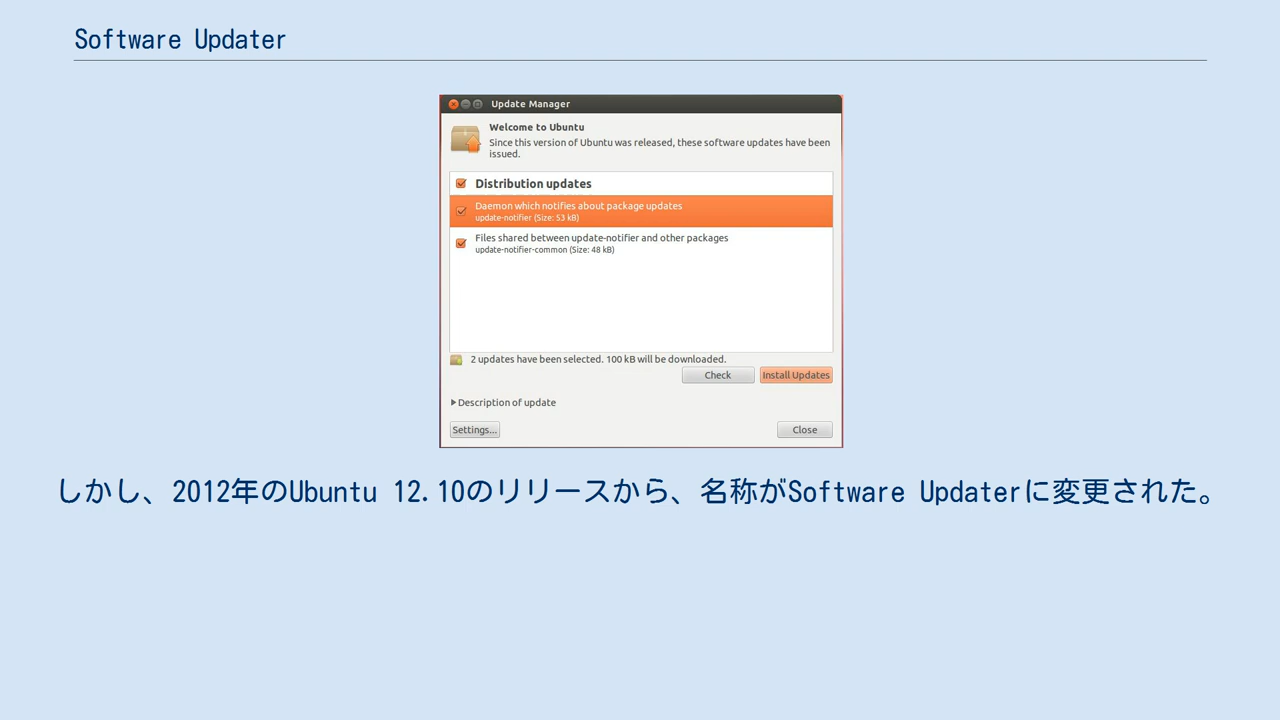 Software Updater
Update Manager
Welcome to Ubuntu
Since this version of Ubuntu was released, these software updates have been
issued.
Distribution updates
Daemon which notifies about package updates
update-notifier (Size: 53 kB)
Files shared between update-notifier and other packages
update-notifier-common (Size: 48 kB)
2 updates have been selected. 100 kB will be downloaded.
Check Install Updates
Description of update
Settings... Close
しかし、2012年のUbuntu 12.10のリリースから、名称がSoftware Updaterに変更された。